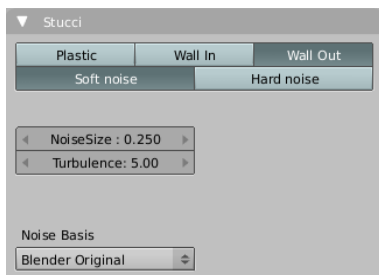 Stucci
Plastic Wall In Wall Out
Soft noise Hard noise
NoiseSize : 0.250
Turbulence: 5.00
Noise Basis
Blender Original